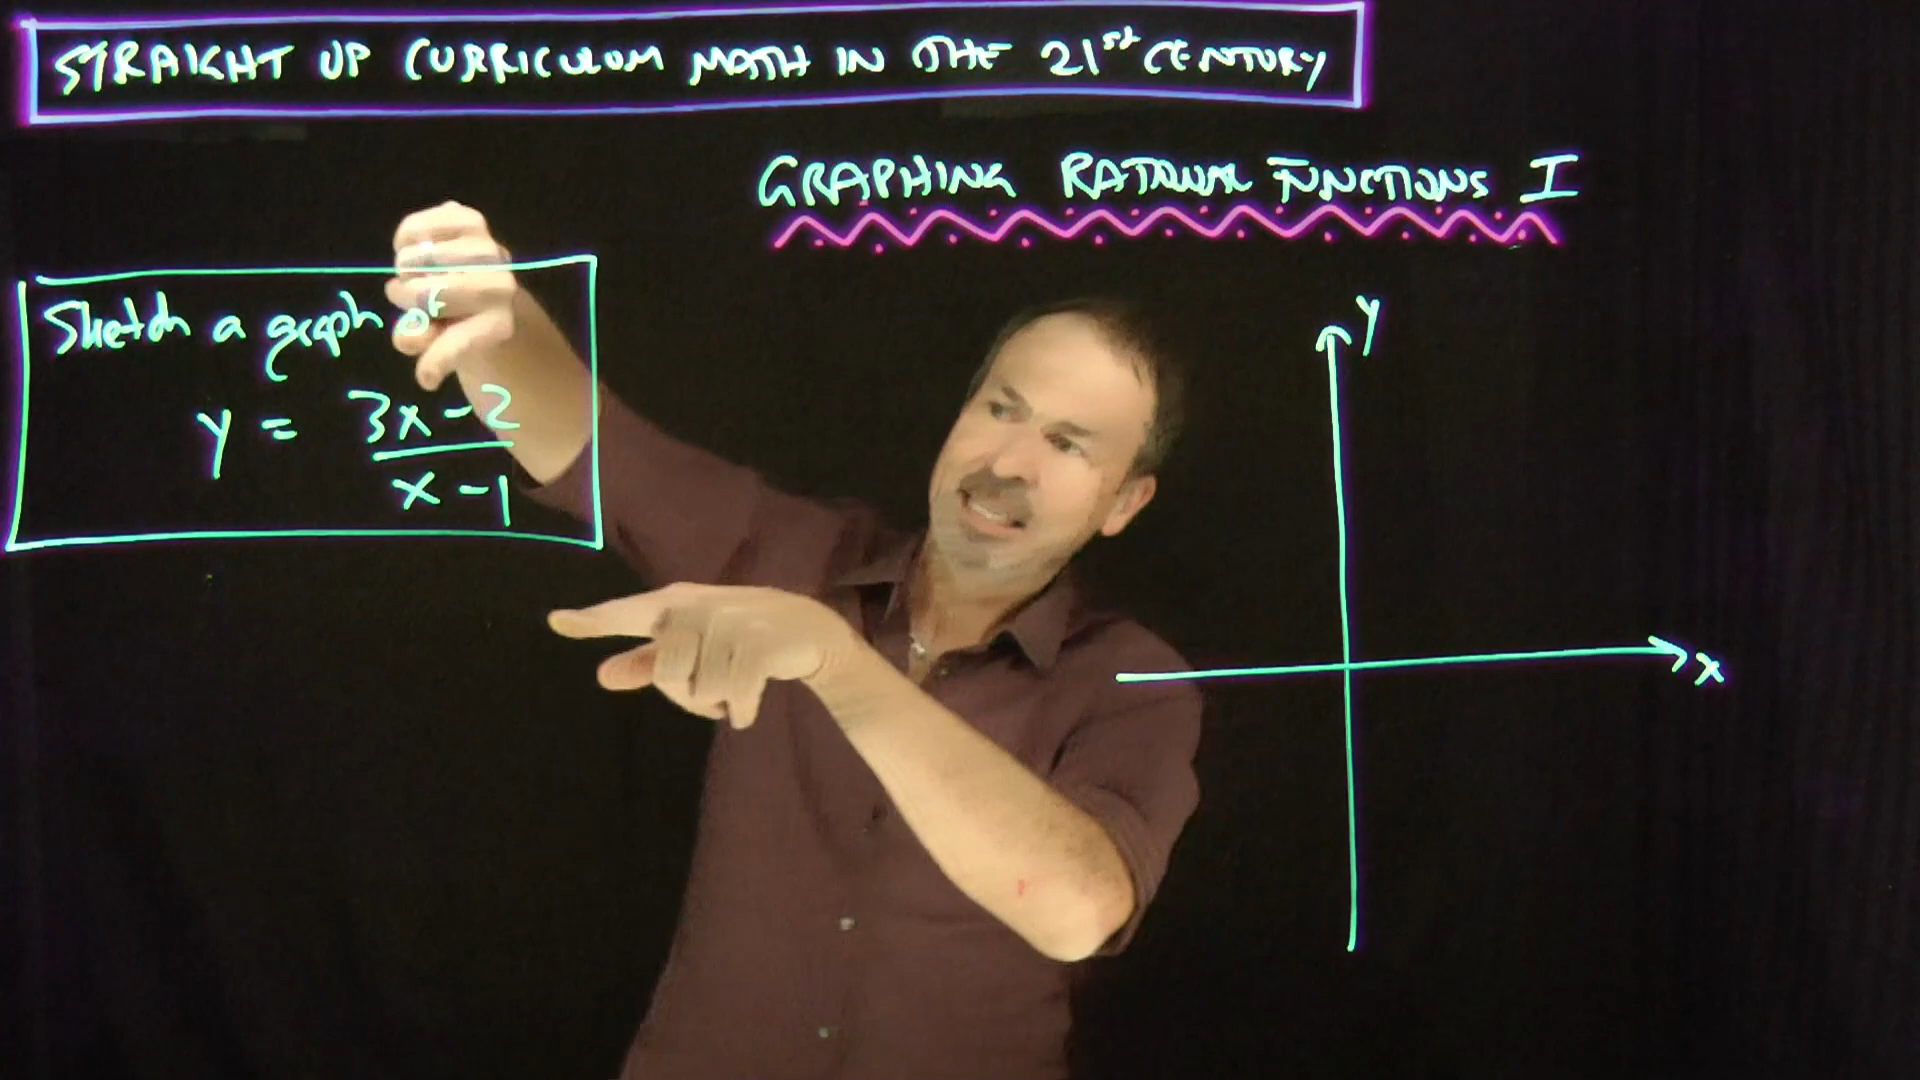 STRAIGHT UP CURRICULUM MATH IN THE 21st CENTURY
GRAPHING RATIONAL FUNCTIONS I
Sketch a graph of
y = 3x-2
x-1
y
x